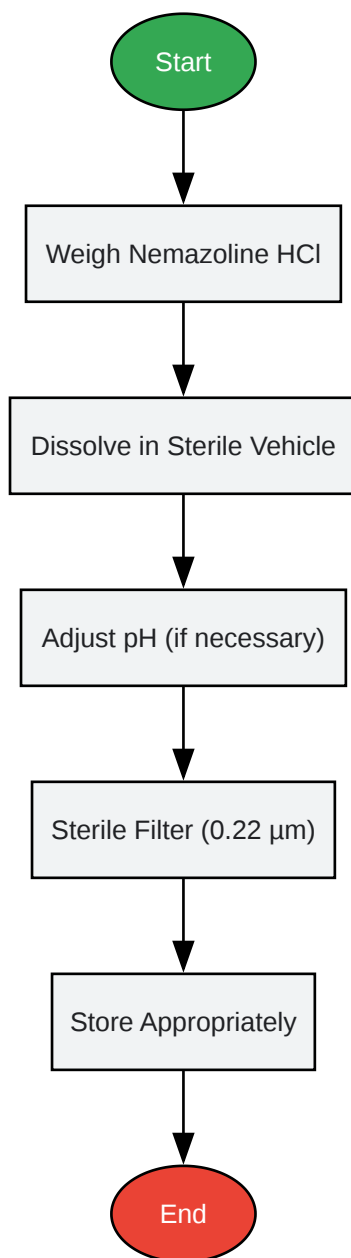 Start
Weigh Nemazoline HCl
Dissolve in Sterile Vehicle
Adjust pH (if necessary)
Sterile Filter (0.22 µm)
Store Appropriately
End